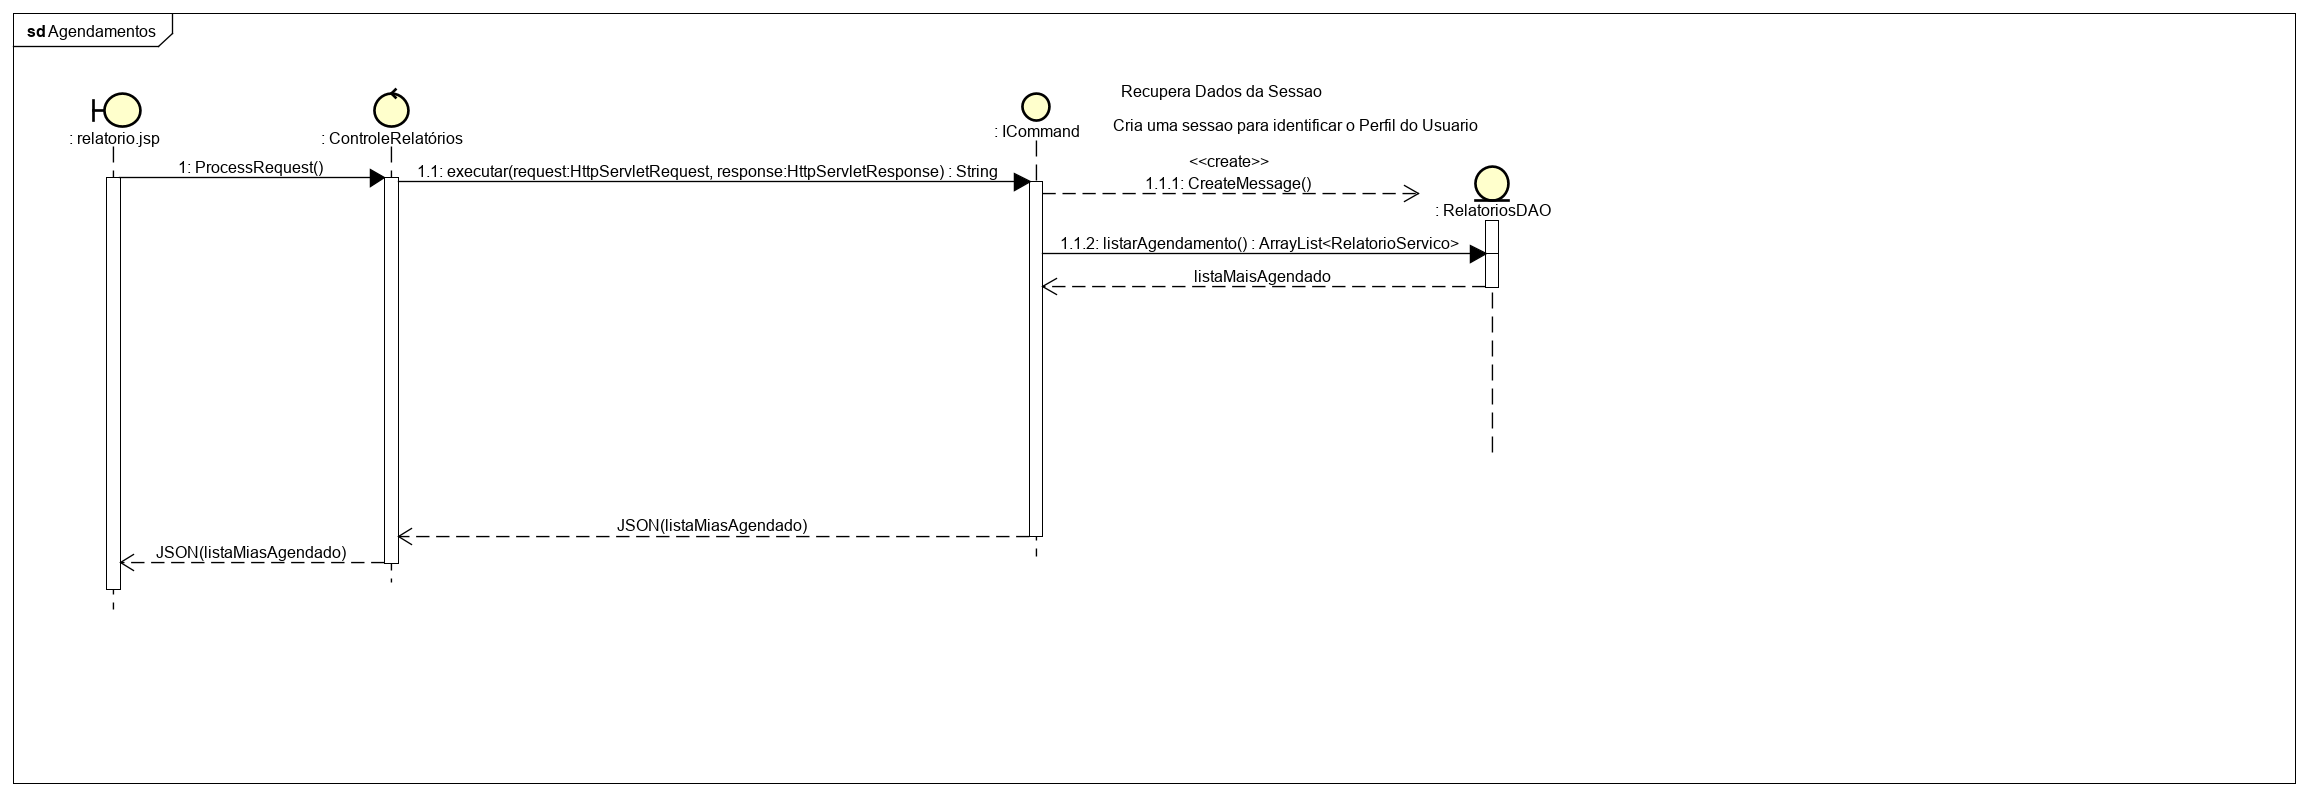 sd Agendamentos
Recupera Dados da Sessao
Cria uma sessao para identificar o Perfil do Usuario
: relatorio.jsp
: ControleRelatórios
: ICommand
: RelatoriosDAO
1: ProcessRequest()
1.1: executar(request:HttpServletRequest, response:HttpServletResponse) : String
<<create>>
1.1.1: CreateMessage()
1.1.2: listarAgendamento() : ArrayList<RelatorioServico>
listaMaisAgendado
JSON(listaMiasAgendado)
JSON(listaMiasAgendado)